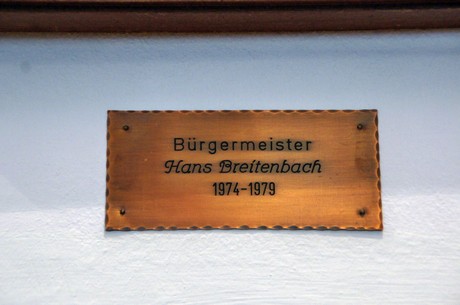 Bürgermeister
Hans Breitenbach
1974-1979